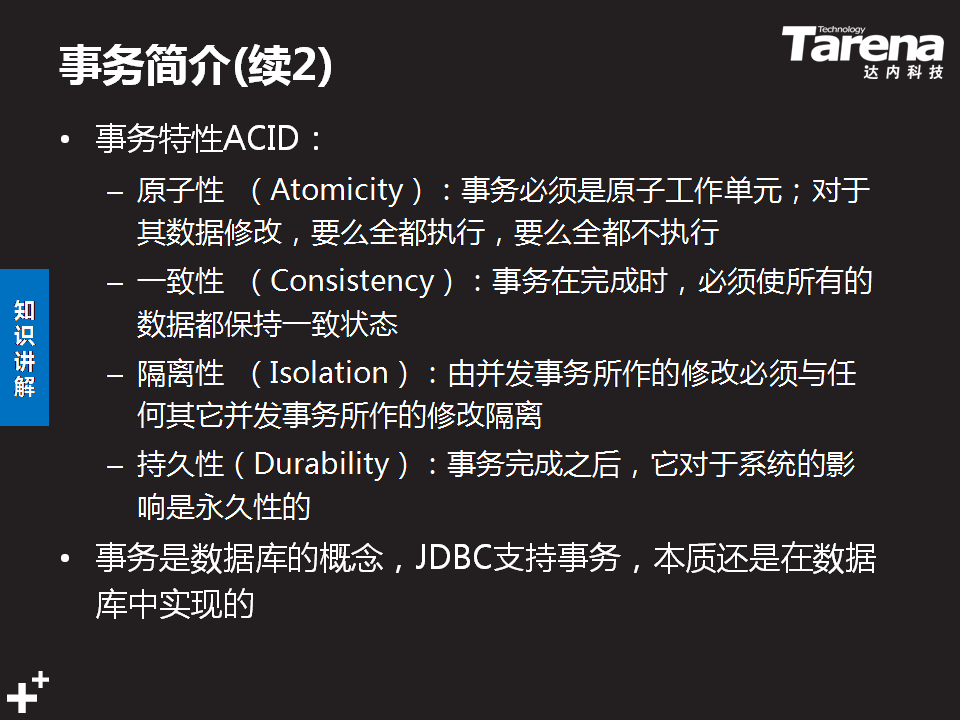 事务简介(续2)
Technology
Tarena
达内科技
• 事务特性ACID：
– 原子性 （Atomicity）：事务必须是原子工作单元；对于
其数据修改，要么全都执行，要么全都不执行
– 一致性 （Consistency）：事务在完成时，必须使所有的
数据都保持一致状态
– 隔离性 （Isolation）：由并发事务所作的修改必须与任
何其它并发事务所作的修改隔离
– 持久性（Durability）：事务完成之后，它对于系统的影
响是永久性的
• 事务是数据库的概念，JDBC支持事务，本质还是在数据
库中实现的
知识讲解